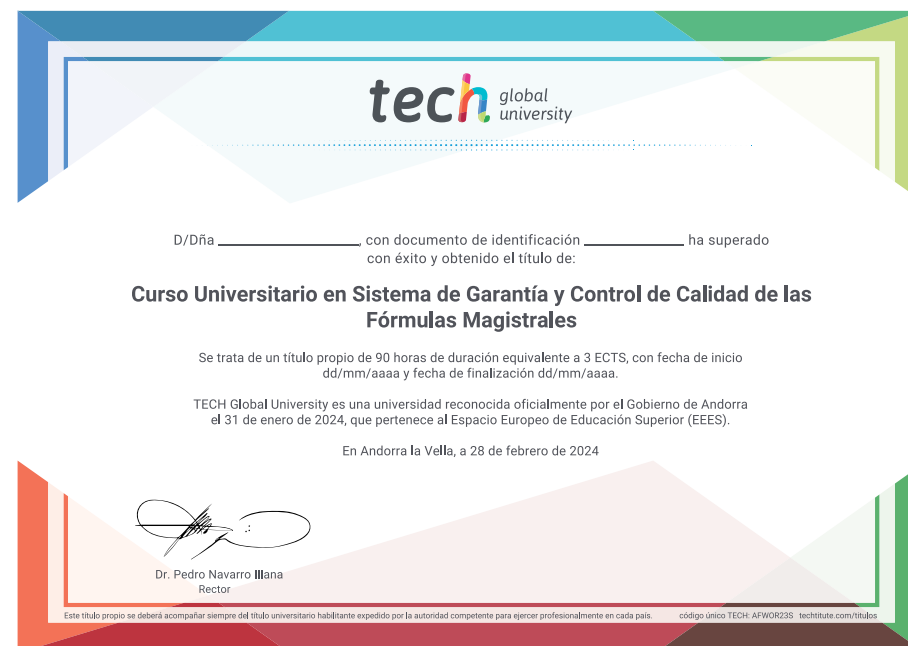 tech global university
D/Dña ____________________, con documento de identificación ______________ ha superado
con éxito y obtenido el título de:
Curso Universitario en Sistema de Garantía y Control de Calidad de las
Fórmulas Magistrales
Se trata de un título propio de 90 horas de duración equivalente a 3 ECTS, con fecha de inicio
dd/mm/aaaa y fecha de finalización dd/mm/aaaa.
TECH Global University es una universidad reconocida oficialmente por el Gobierno de Andorra
el 31 de enero de 2024, que pertenece al Espacio Europeo de Educación Superior (EEES).
En Andorra la Vella, a 28 de febrero de 2024
Dr. Pedro Navarro Illana
Rector
Este título propio se deberá acompañar siempre del título universitario habilitante expedido por la autoridad competente para ejercer profesionalmente en cada país. código único TECH: AFWOR23S techtitute.com/títulos